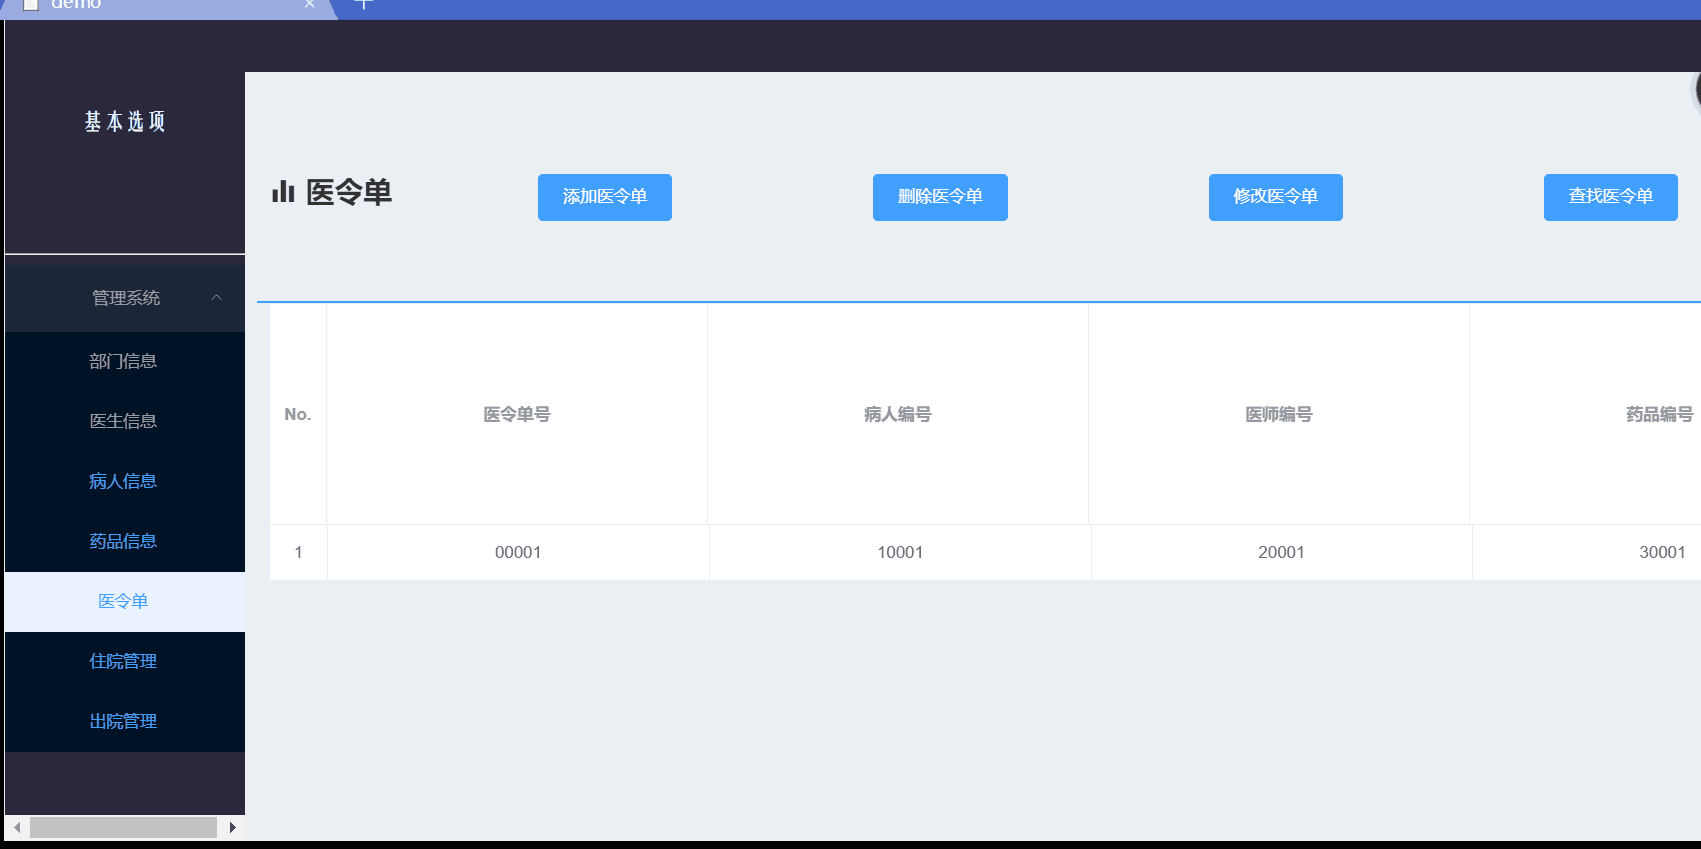 demo
基本选项
医令单
添加医令单
删除医令单
修改医令单
查找医令单
管理系统
部门信息
医生信息
病人信息
药品信息
医令单
住院管理
出院管理
No. 医令单号 病人编号 医师编号 药品编号
1 00001 10001 20001 30001